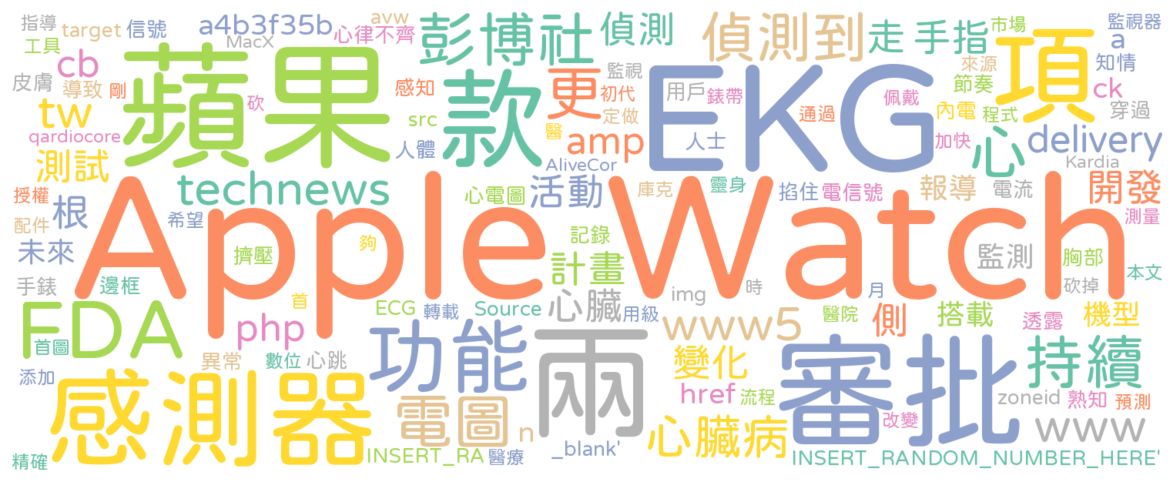 指導 target 信號 a4b3f35b avw 彭博社 偵測 偵測到 走 手指 市場 項 監視器
工具 MacX 心律不齊 a 知情
皮膚 cb 導致 剛 蘋果 感知 款 更 監視 初代 用戶 錶帶 EKG 佩戴 來源 節奏 ck 穿過
tw 砍 src 定做 通過 內電 程式
qardiocore 人體 醫 amp 人士 加快 心 delivery
測試 AliveCor Kardia
授權 technews 心電圖 活動 庫克 靈身 掐住 電信號 報導 電流 開發
配件 根 希望 Apple Watch 測量
未來 擠壓 夠 記錄 監測 胸部 本文
手錶 邊框 計畫 砍掉
首 ECG 轉載 Source 心臟 img 用級 時 月 醫院 側 搭載 透露 機型
FDA php www5
首圖 異常 數位 心跳 功能 兩 變化 審批 持續
添加 href 流程 zoneid 熟知 預測
感測器 電圖 n 心臟病 改變 www
精確 INSERT_RA 醫療 _blank' INSERT_RANDOM_NUMBER_HERE'